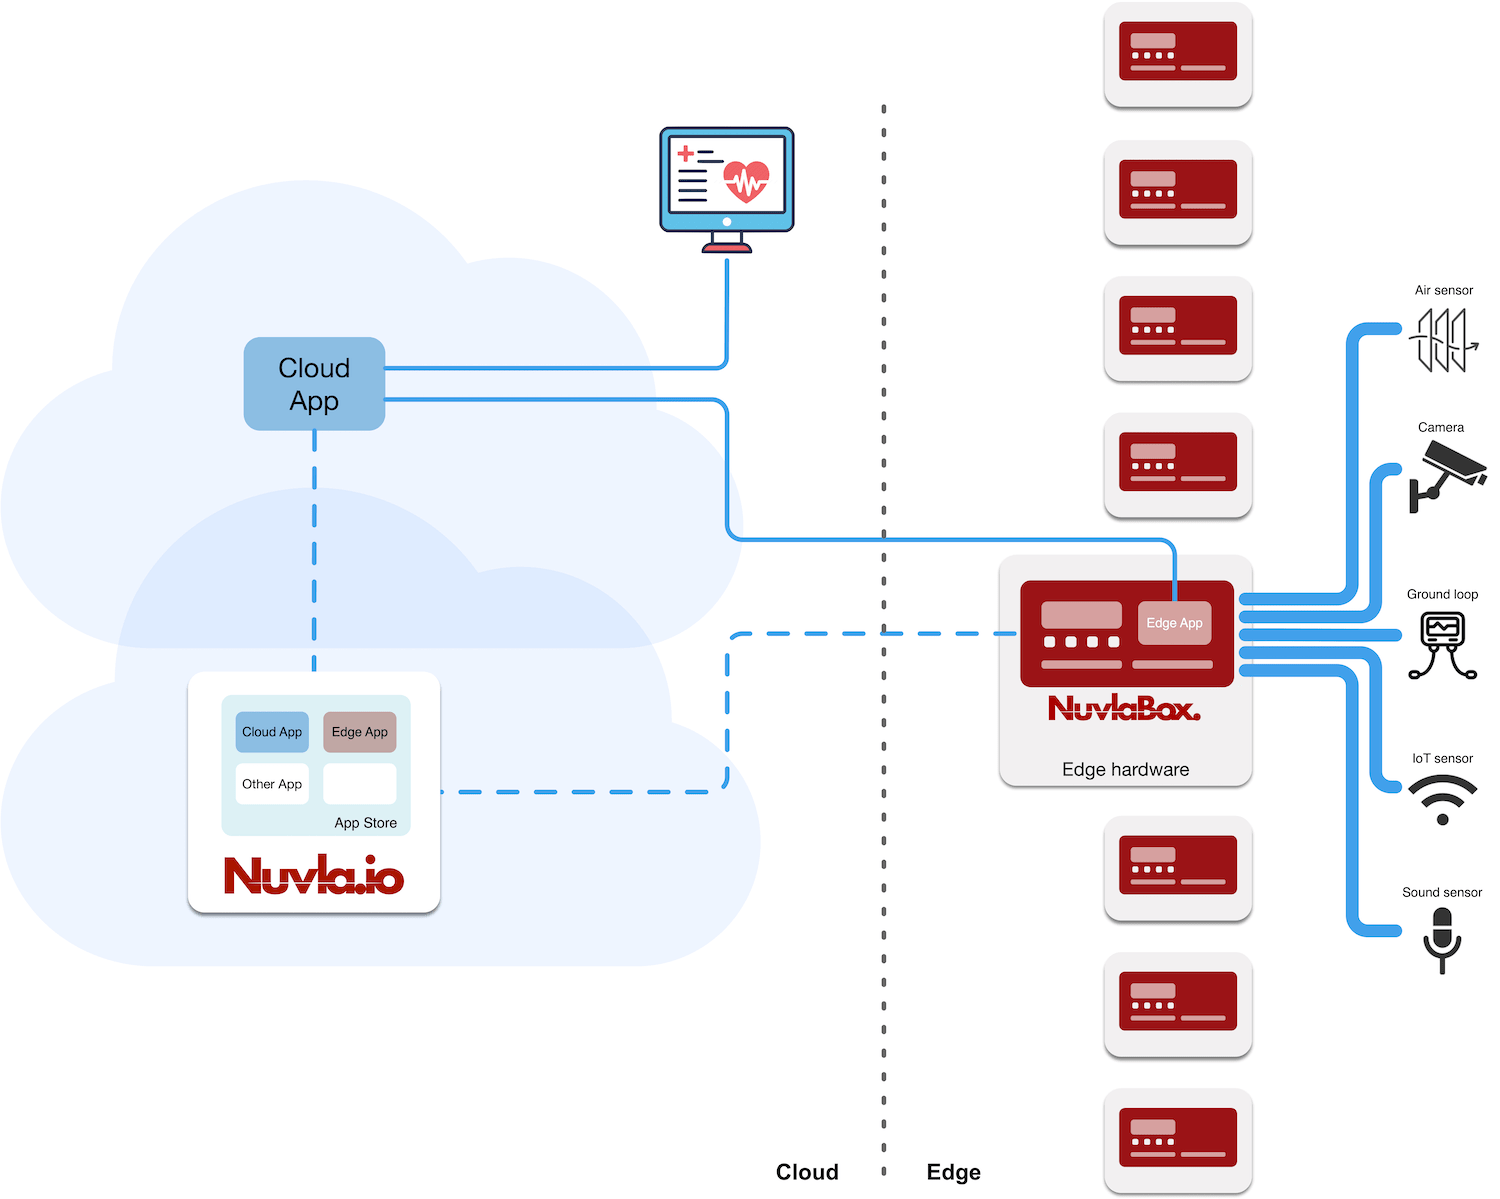 Cloud
App
Cloud App
Edge App
Other App
App Store
Nuvla.io
Edge App
NuvlaBox.
Edge hardware
Air sensor
Camera
Ground loop
IoT sensor
Sound sensor
Cloud
Edge